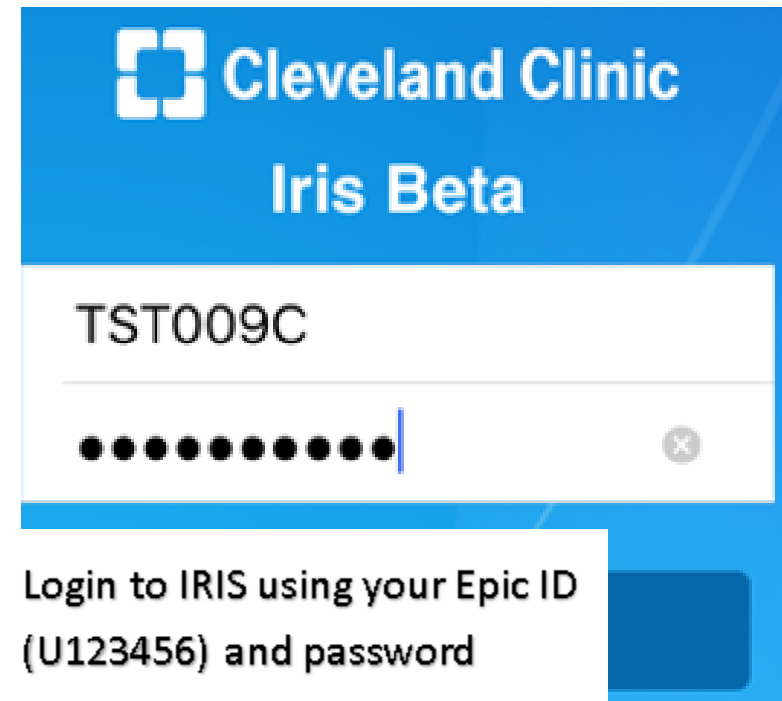 Cleveland Clinic
Iris Beta
TST009C
●●●●●●●●●●
Login to IRIS using your Epic ID
(U123456) and password